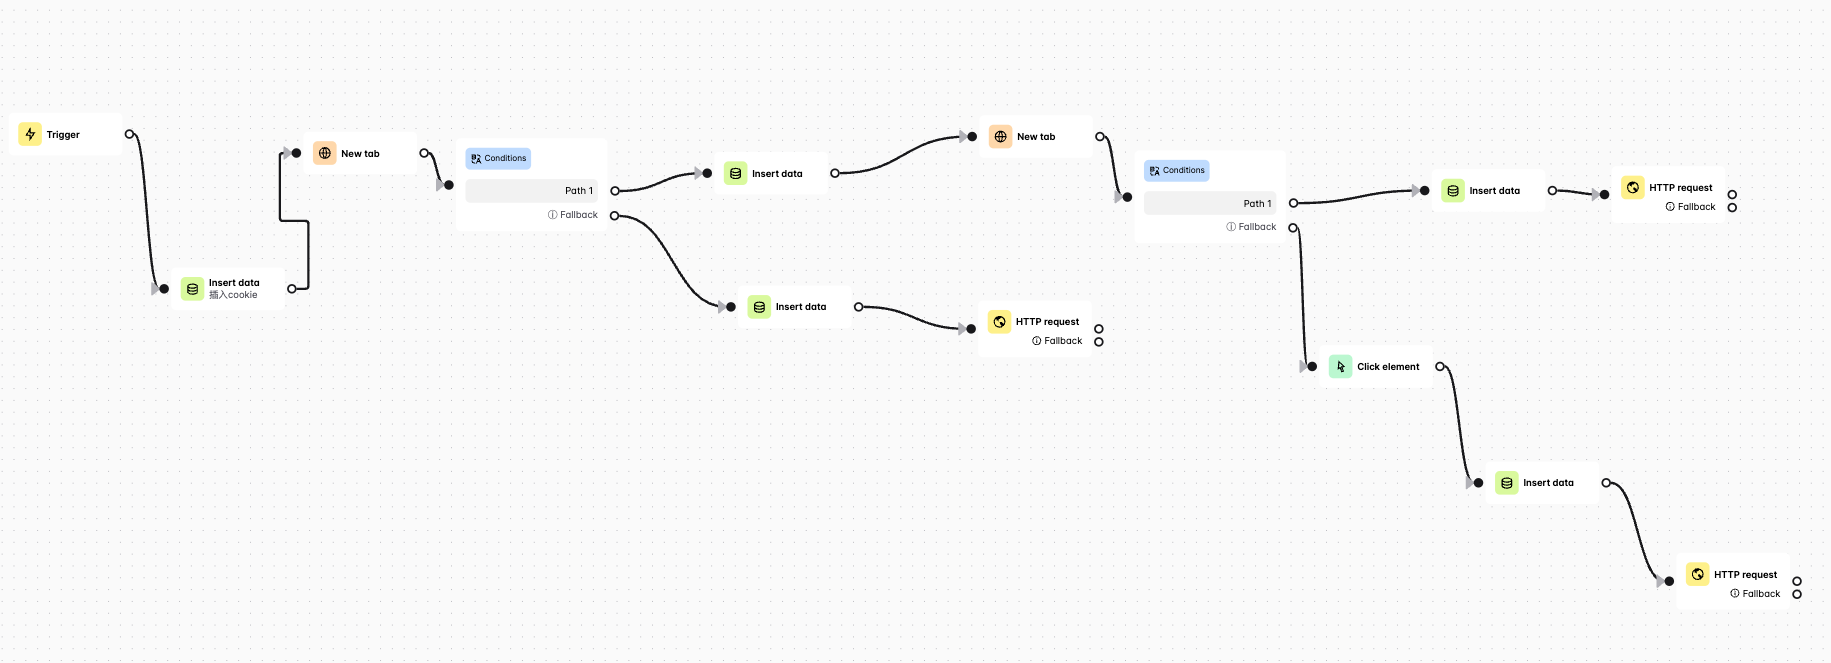 Trigger
Insert data
插入cookie
New tab
Conditions
Path 1
Fallback
Insert data
Insert data
HTTP request
Fallback
New tab
Conditions
Path 1
Fallback
Insert data
HTTP request
Fallback
Click element
Insert data
HTTP request
Fallback